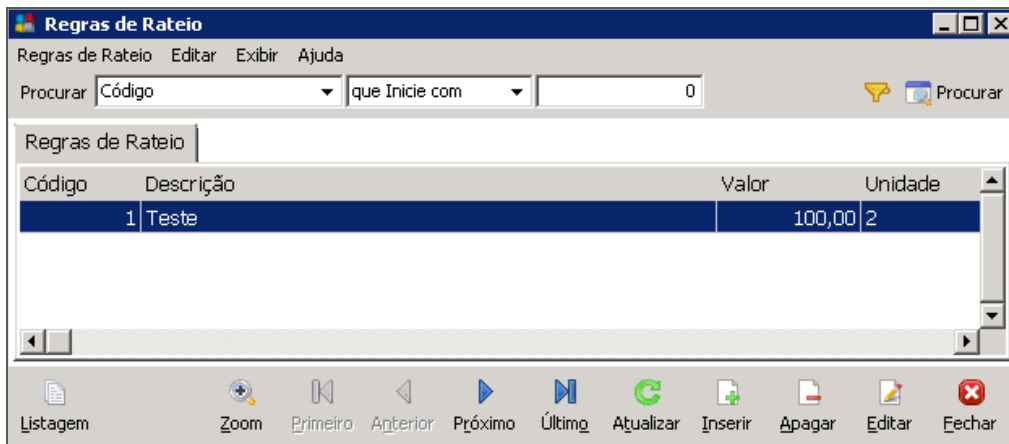 Regras de Rateio
Regras de Rateio Editar Exibir Ajuda
Procurar Código que Inicie com 0 Procurar
Regras de Rateio
Código Descrição Valor Unidade
1 Teste 100,00 2
Listagem Zoom Primeiro Anterior Próximo Último Atualizar Inserir Apagar Editar Fechar